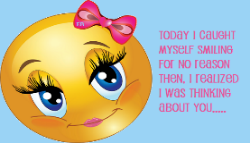 TODAY I CAUGHT
MYSELF SMILING
FOR NO REASON
THEN, I REALIZED
I WAS THINKING
ABOUT YOU,,,,,